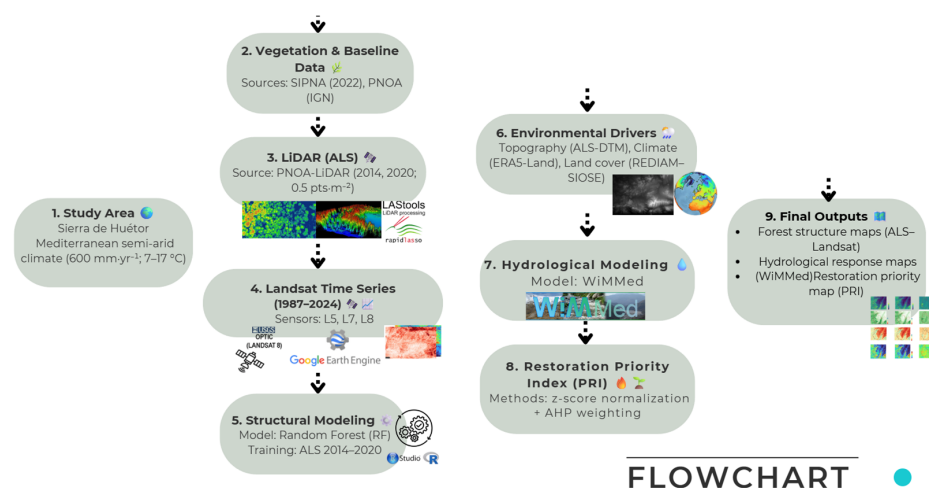 1. Study Area
Sierra de Huétor
Mediterranean semi-arid
climate (600 mm·yr⁻¹; 7–17 °C)
2. Vegetation & Baseline
Data
Sources: SIPNA (2022), PNOA
(IGN)
3. LiDAR (ALS)
Source: PNOA-LiDAR (2014, 2020;
0.5 pts·m⁻²)
LAStools
LiDAR processing
rapidlasso
4. Landsat Time Series
(1987–2024)
Sensors: L5, L7, L8
USGS
OPTIC
(LANDSAT 8)
Google Earth Engine
5. Structural Modeling
Model: Random Forest (RF)
Training: ALS 2014–2020
Studio R
6. Environmental Drivers
Topography (ALS-DTM), Climate
(ERA5-Land), Land cover (REDIAM–
SIOSE)
7. Hydrological Modeling
Model: WiMMed
WiMMed
8. Restoration Priority
Index (PRI)
Methods: z-score normalization
+ AHP weighting
9. Final Outputs
• Forest structure maps (ALS–
Landsat)
• Hydrological response maps
• (WiMMed)Restoration priority
map (PRI)
FLOWCHART